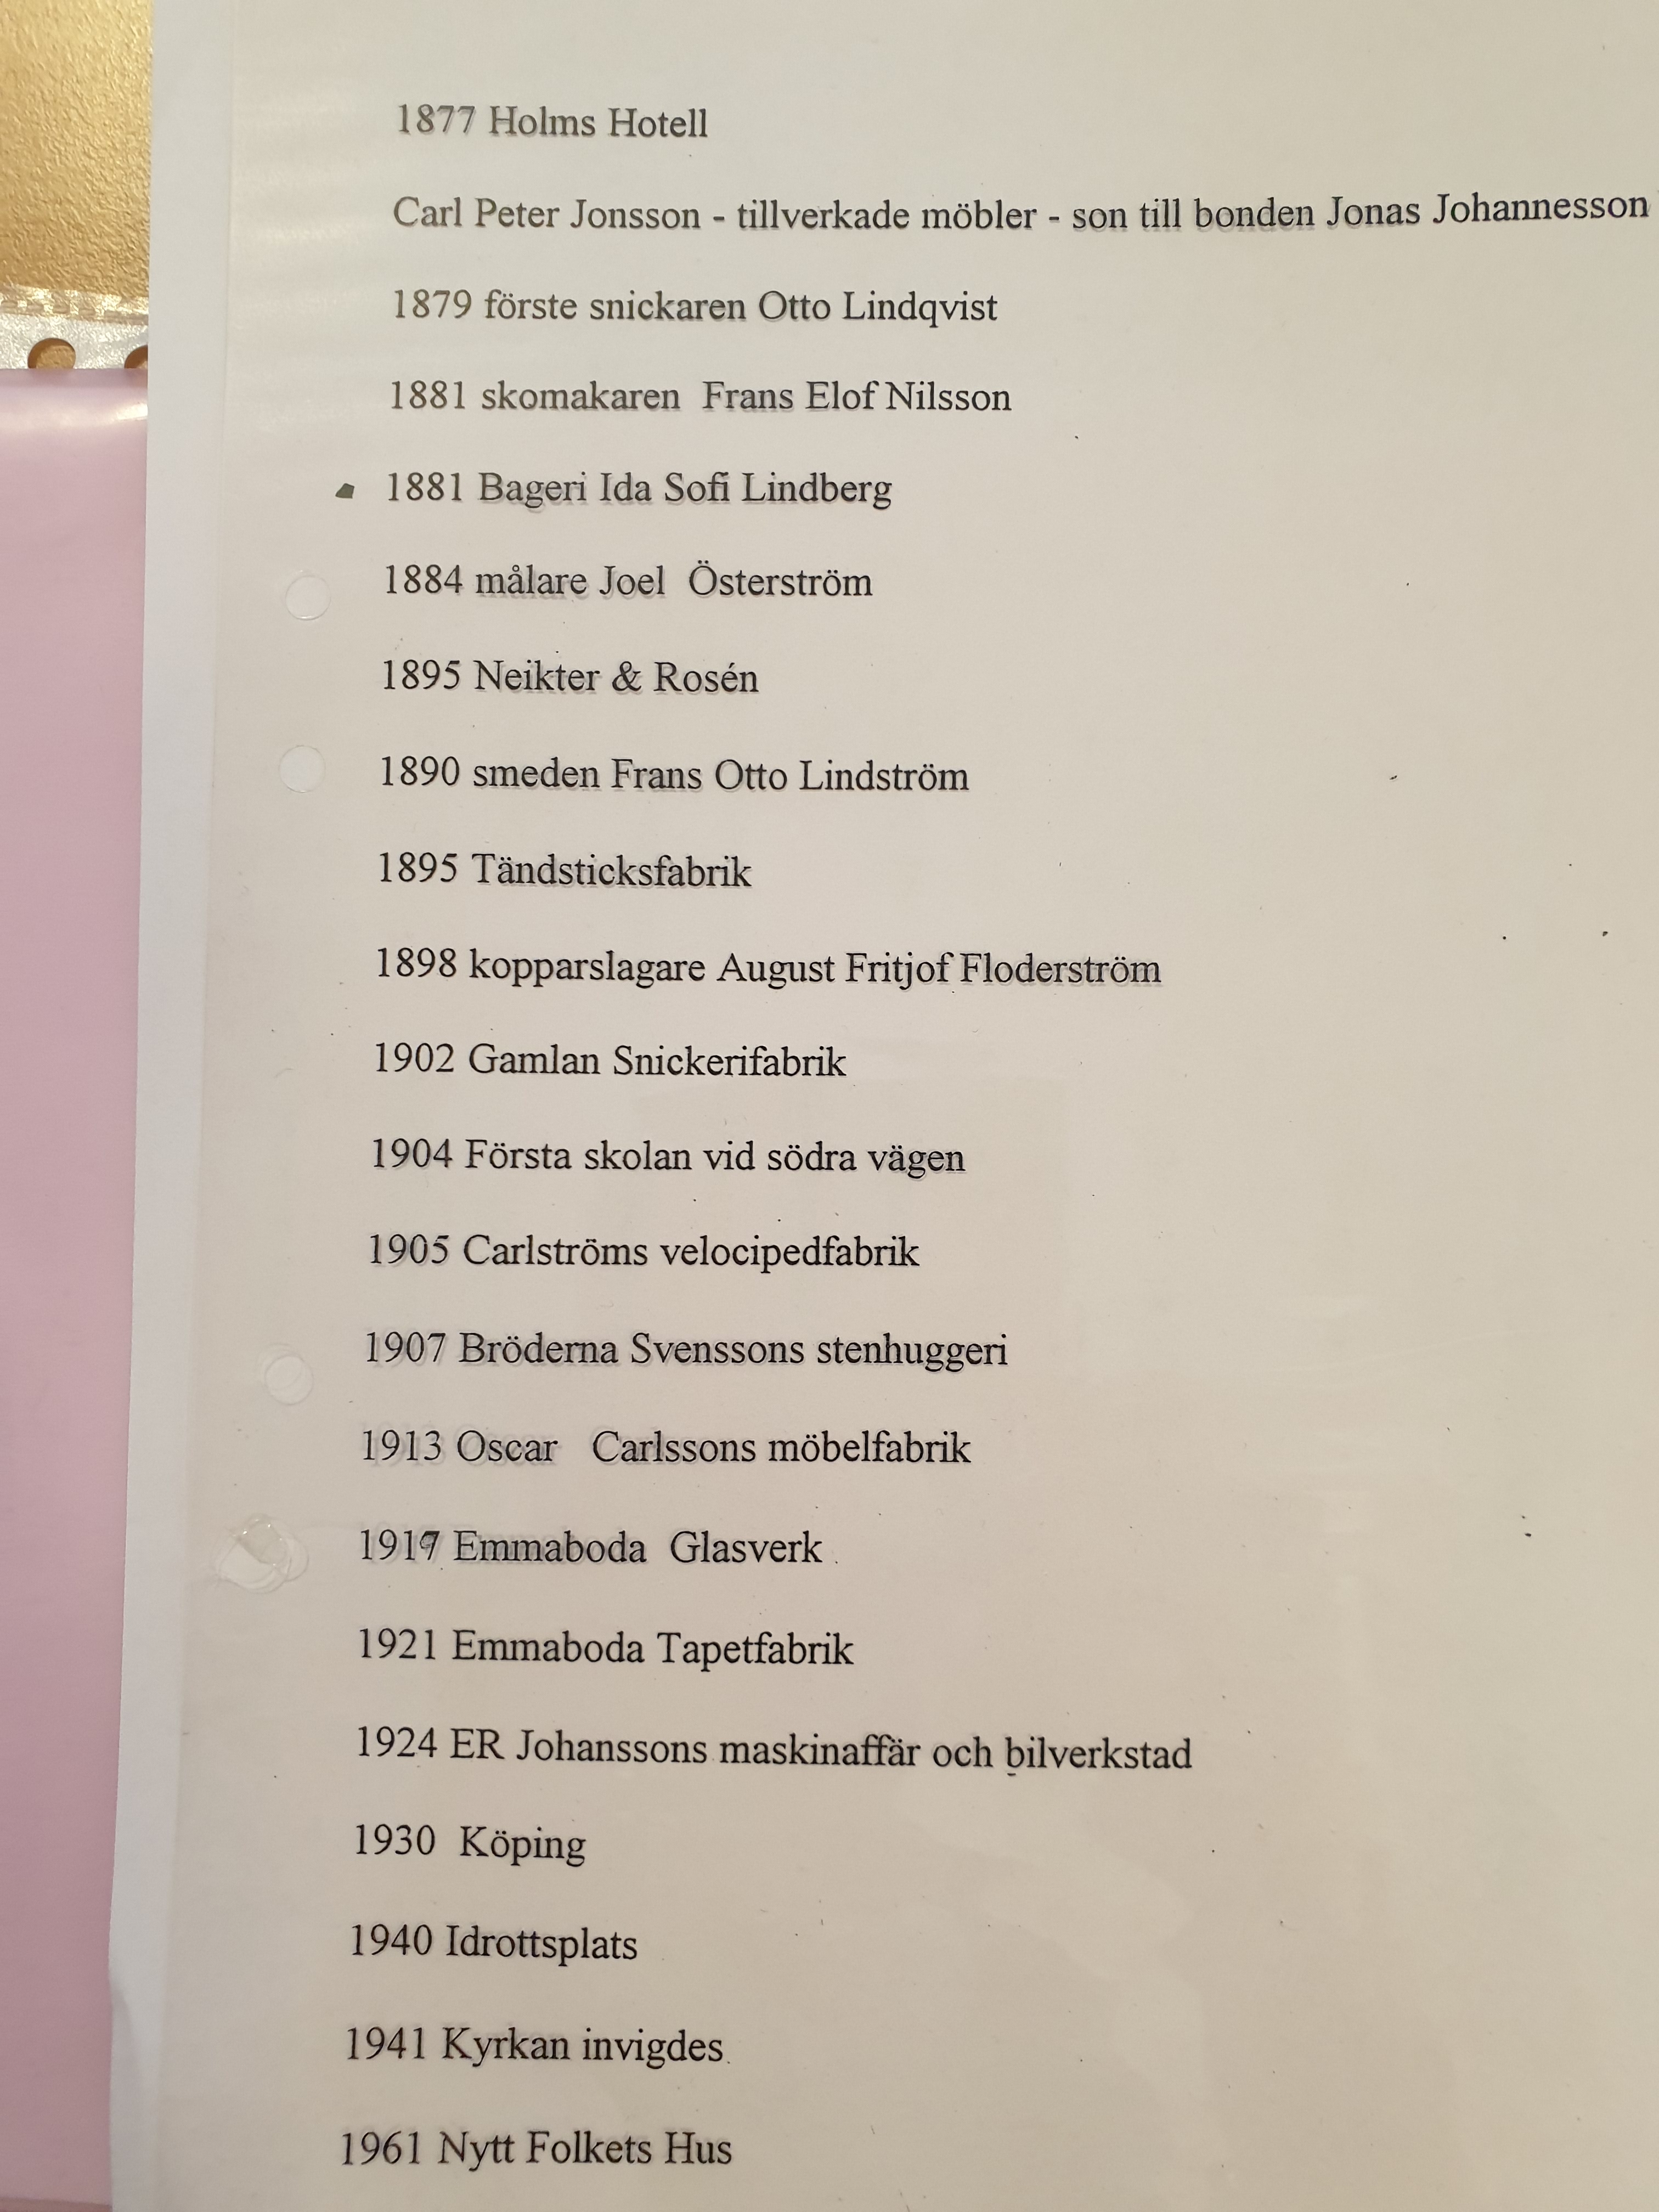 1877 Holms Hotell
Carl Peter Jonsson - tillverkade möbler - son till bonden Jonas Johannesson
1879 förste snickaren Otto Lindqvist
1881 skomakaren Frans Elof Nilsson
1881 Bageri Ida Sofi Lindberg
1884 målare Joel Österström
1895 Neikter & Rosén
1890 smeden Frans Otto Lindström
1895 Tändsticksfabrik
1898 kopparslagare August Fritjof Floderström
1902 Gamlan Snickerifabrik
1904 Första skolan vid södra vägen
1905 Carlströms velocipedfabrik
1907 Bröderna Svenssons stenhuggeri
1913 Oscar Carlssons möbelfabrik
Emmaboda Glasverk
1921 Emmaboda Tapetfabrik
1924 ER Johanssons maskinaffär och bilverkstad
1930 Köping
1940 Idrottsplats
1941 Kyrkan invigdes
1961 Nytt Folkets Hus